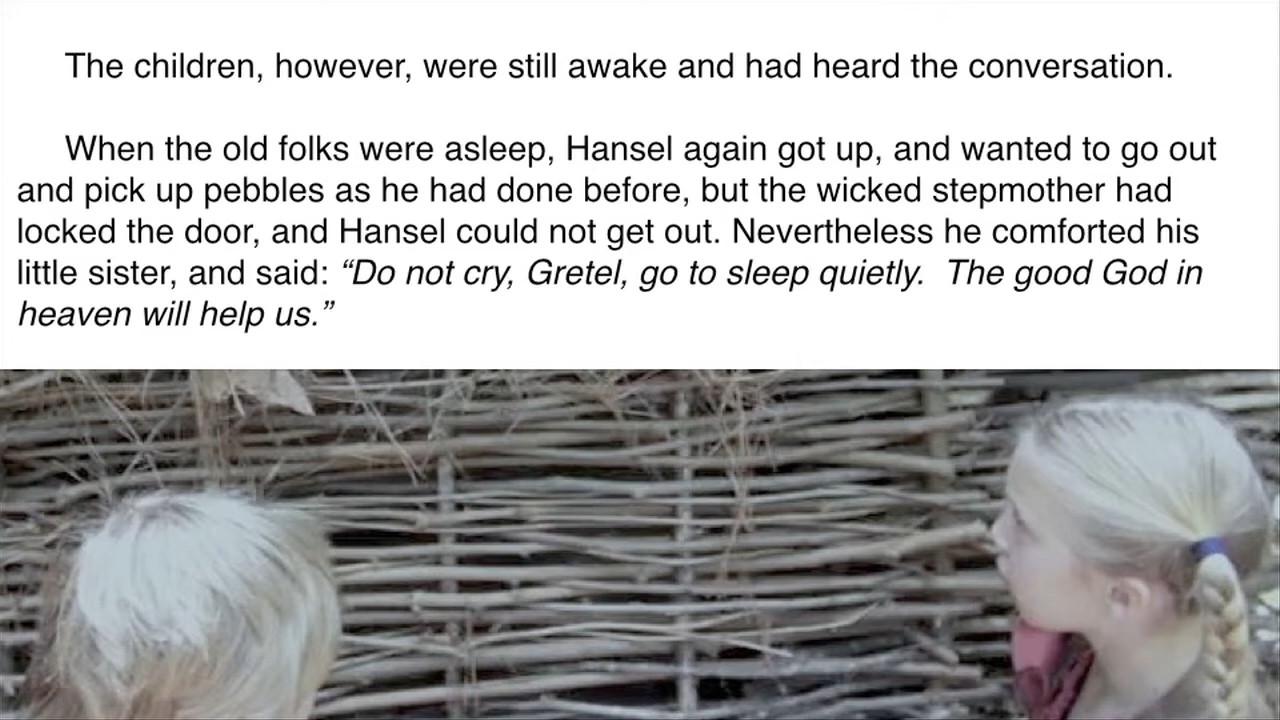 The children, however, were still awake and had heard the conversation.
When the old folks were asleep, Hansel again got up, and wanted to go out
and pick up pebbles as he had done before, but the wicked stepmother had
locked the door, and Hansel could not get out. Nevertheless he comforted his
little sister, and said: “Do not cry, Gretel, go to sleep quietly.  The good God in
heaven will help us.”